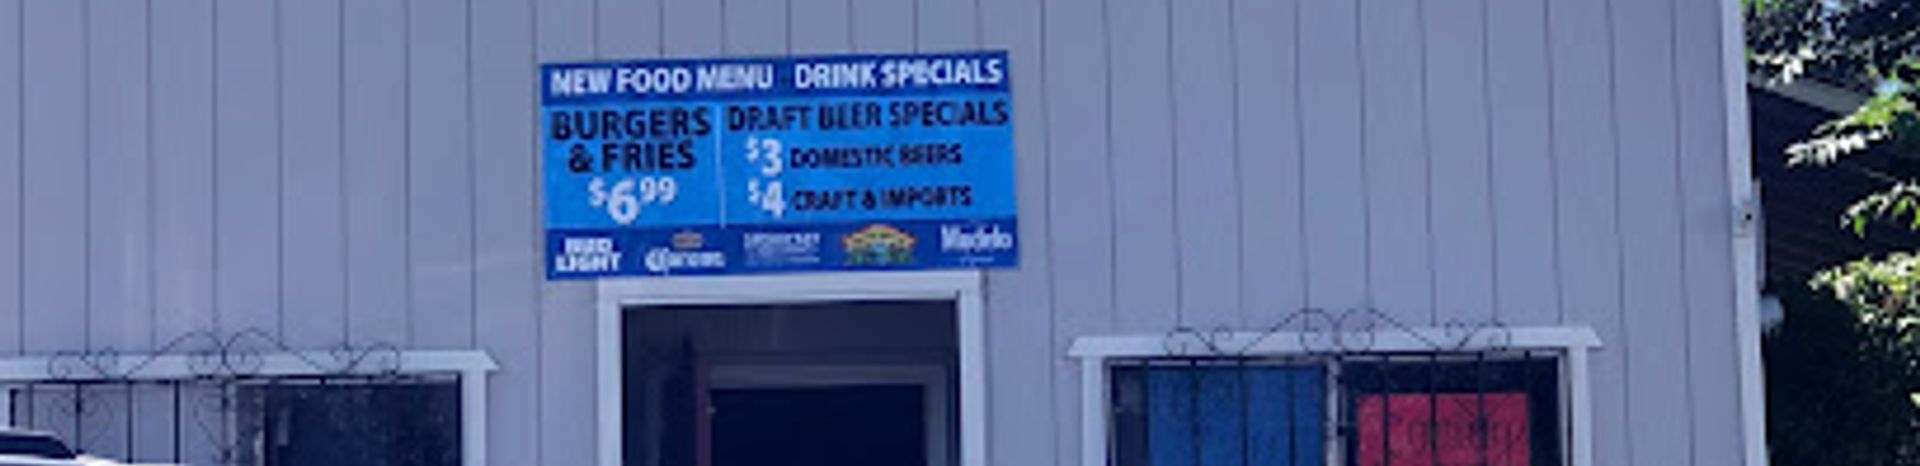 NEW FOOD MENU DRINK SPECIALS
BURGERS
& FRIES
$6.99
DRAFT BEER SPECIALS
$3 DOMESTIC BEERS
$4 CRAFT & IMPORTS
BUD
LIGHT
Corona
Modelo